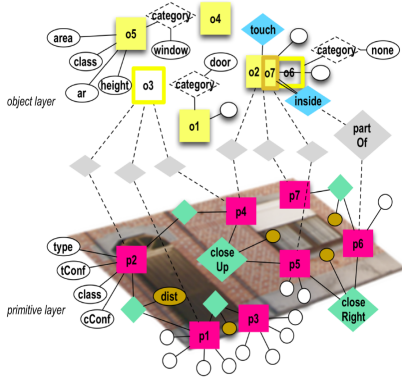 category
o4
area
o5
touch
class
window
category
none
door
o2
o7
o6
ar
height
o3
category
object layer
inside
o1
part
Of
p7
p4
type
close
Up
p6
p2
tConf
p5
class
dist
close
Right
primitive layer
cConf
p3
p1